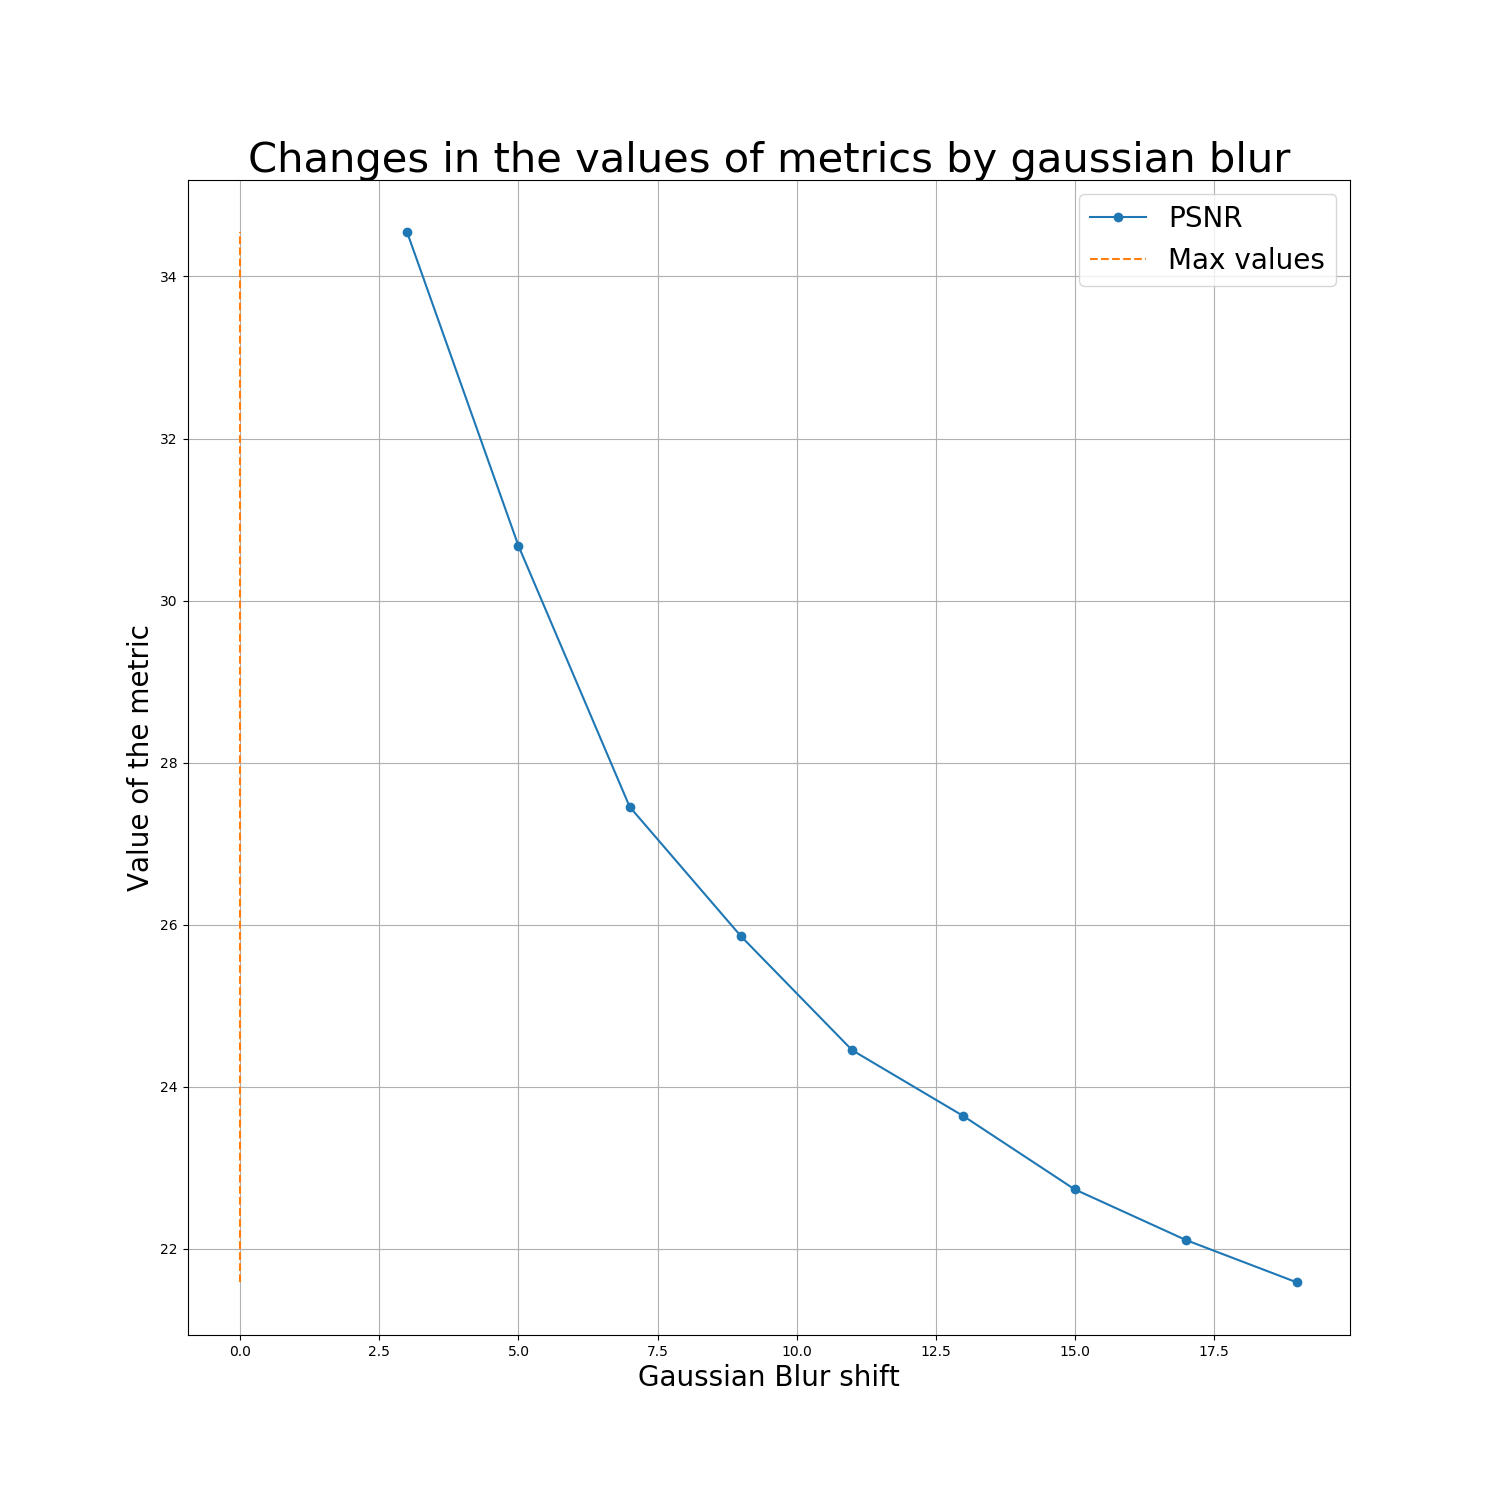 Changes in the values of metrics by gaussian blur
PSNR
Max values
34
32
30
28
26
24
22
Value of the metric
0.0 2.5 5.0 7.5 10.0 12.5 15.0 17.5
Gaussian Blur shift